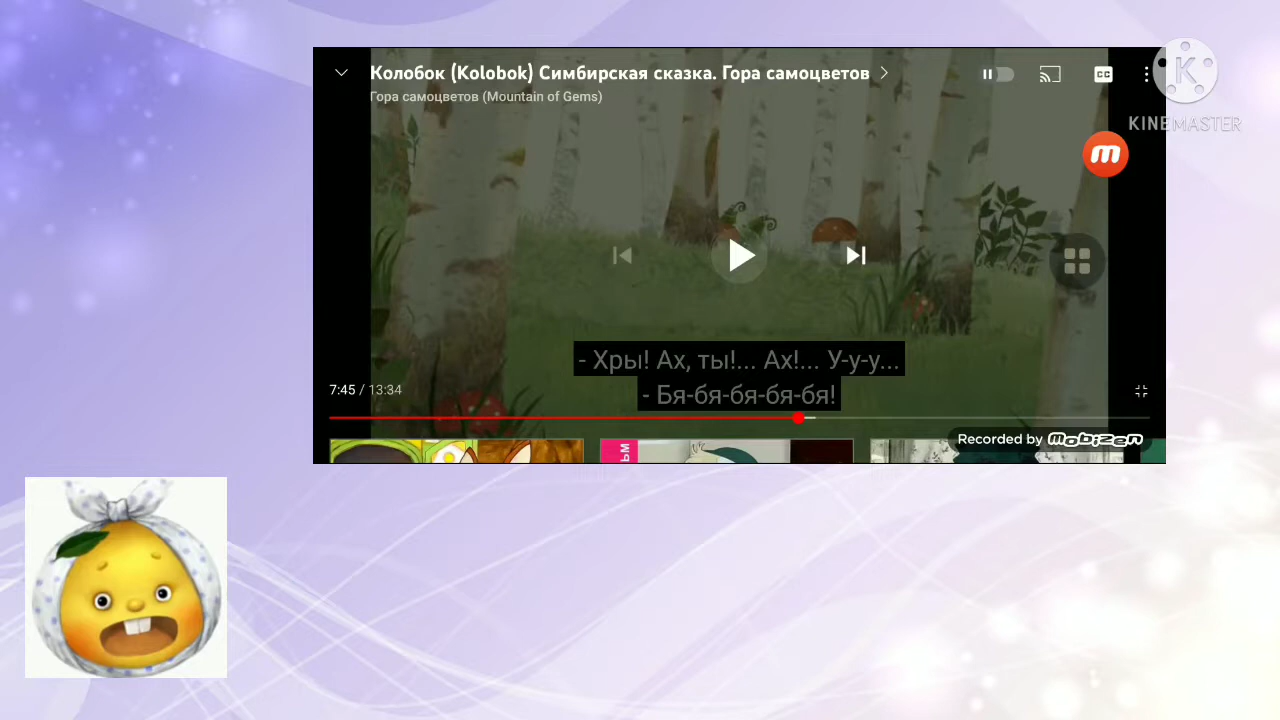 Колобок (Kolobok) Симбирская сказка. Гора самоцветов
Гора самоцветов (Mountain of Gems)
CC
K
KINEMASTER
m
- Хры! Ах, ты!... Ах!... У-у-у...
- Бя-бя-бя-бя-бя!
7:45 / 13:34
Recorded by mobizen